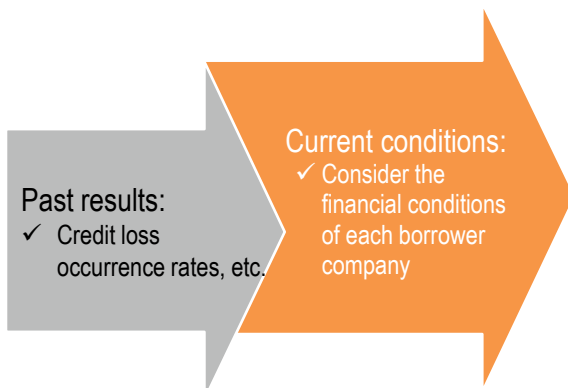 Past results:
✓ Credit loss
occurrence rates, etc.
Current conditions:
✓ Consider the
financial conditions
of each borrower
company